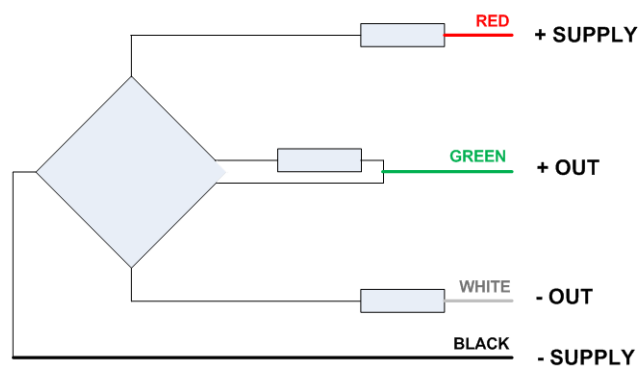 RED + SUPPLY
GREEN + OUT
WHITE - OUT
BLACK - SUPPLY